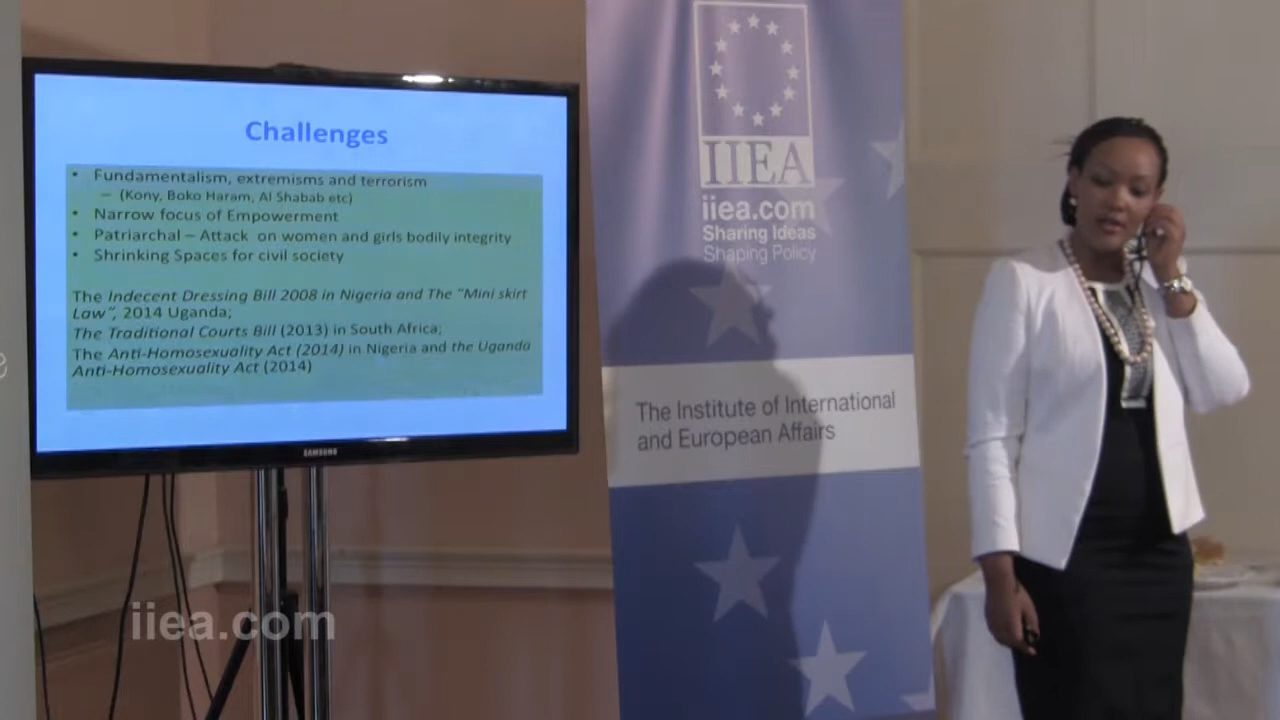 Challenges
• Fundamentalism, extremisms and terrorism
– (Kony, Boko Haram, Al Shabab etc)
• Narrow focus of Empowerment
• Patriarchal – Attack on women and girls bodily integrity
• Shrinking Spaces for civil society
The Indecent Dressing Bill 2008 in Nigeria and The "Mini skirt
Law", 2014 Uganda;
The Traditional Courts Bill (2013) in South Africa;
The Anti-Homosexuality Act (2014) in Nigeria and the Uganda
Anti-Homosexuality Act (2014)
SAMSUNG
IIEA
iiea.com
Sharing Ideas
Shaping Policy
The Institute of International
and European Affairs
iiea.com